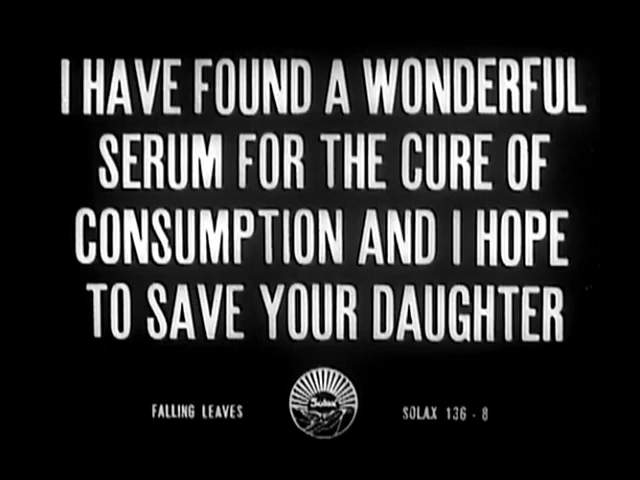 I HAVE FOUND A WONDERFUL
SERUM FOR THE CURE OF
CONSUMPTION AND I HOPE
TO SAVE YOUR DAUGHTER
Solax
FALLING LEAVES SOLAX 136 - 8